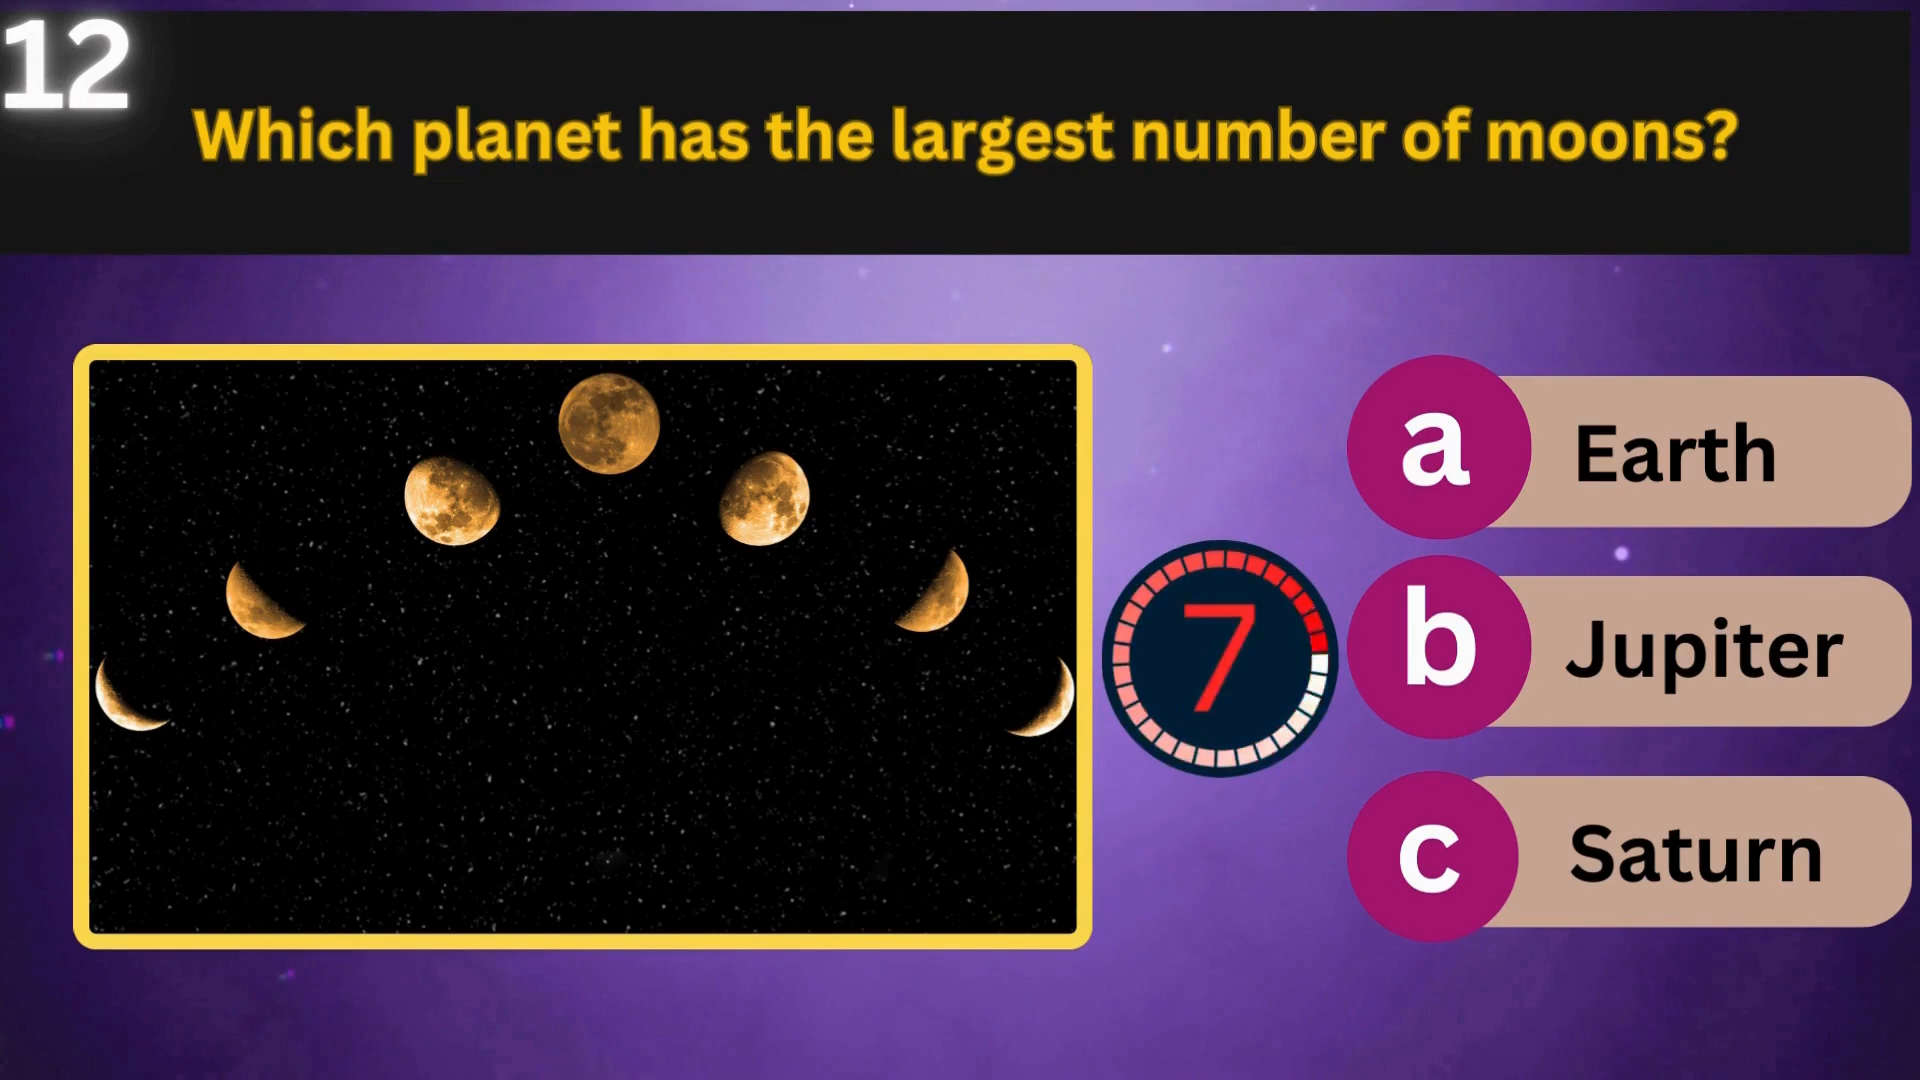 12
Which planet has the largest number of moons?
a Earth
7
b Jupiter
c Saturn